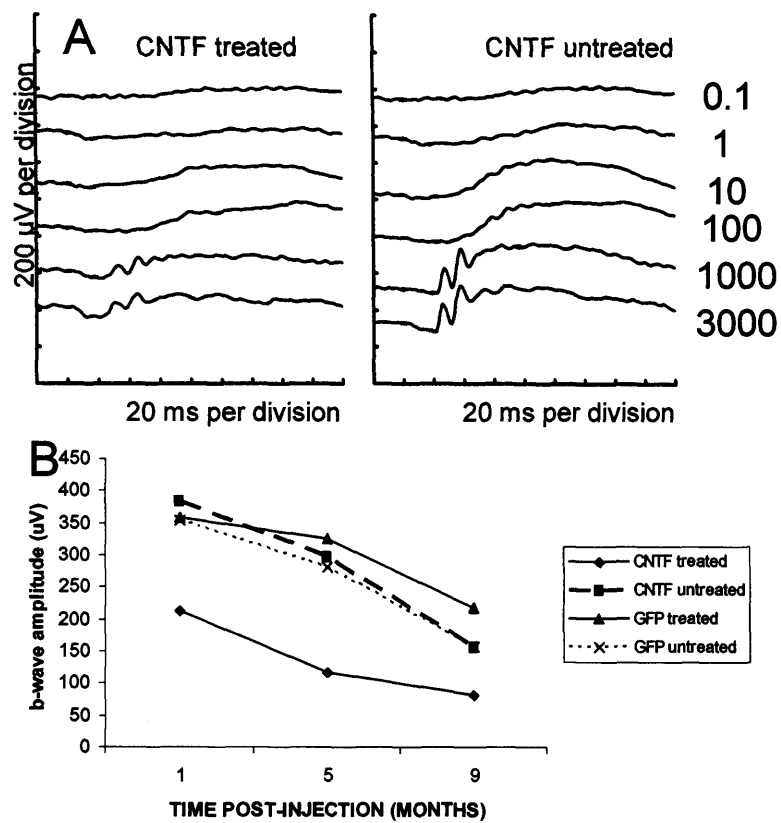 A
CNTF treated
CNTF untreated
200 µV per division
0.1
1
10
100
1000
3000
20 ms per division
20 ms per division
B
b-wave amplitude (uV)
450
400
350
300
250
200
150
100
50
0
1
5
9
TIME POST-INJECTION (MONTHS)
CNTF treated
CNTF untreated
GFP treated
GFP untreated